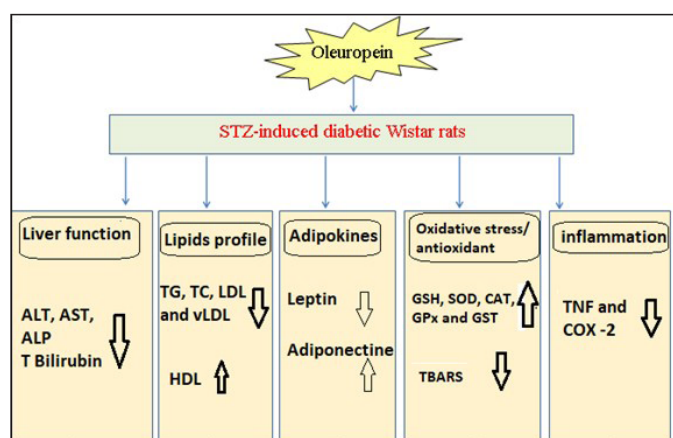 Oleuropein
STZ-induced diabetic Wistar rats
Liver function
ALT, AST,
ALP
T Bilirubin
Lipids profile
TG, TC, LDL
and vLDL
HDL
Adipokines
Leptin
Adiponectine
Oxidative stress/
antioxidant
GSH, SOD, CAT,
GPx and GST
TBARS
inflammation
TNF and
COX -2